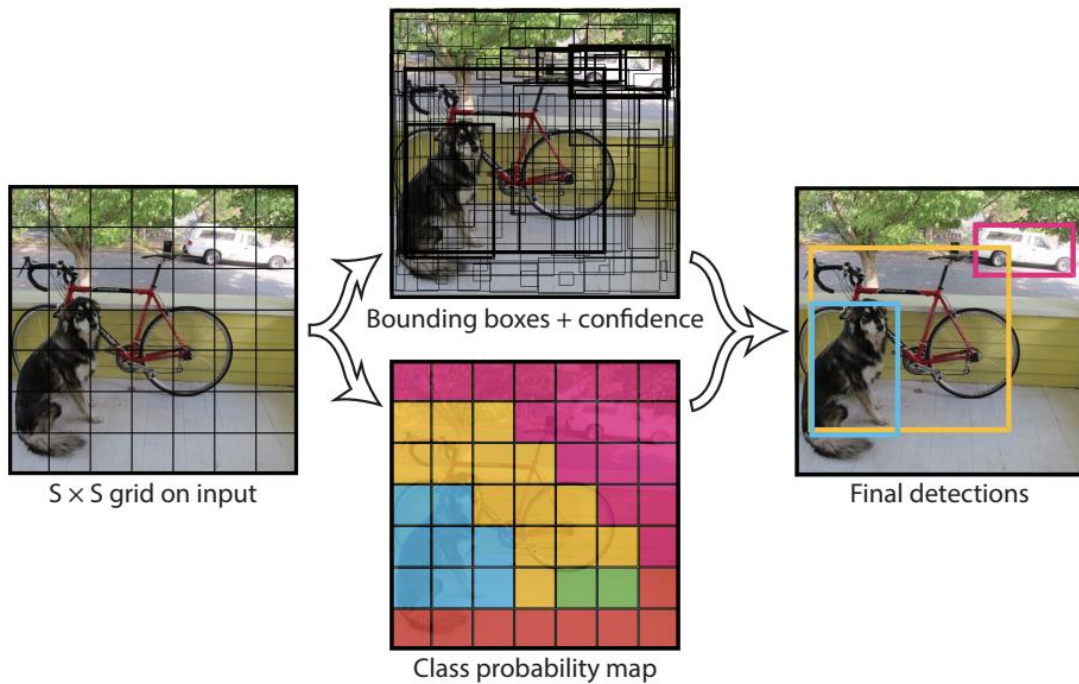 Bounding boxes + confidence
S × S grid on input
Final detections
Class probability map